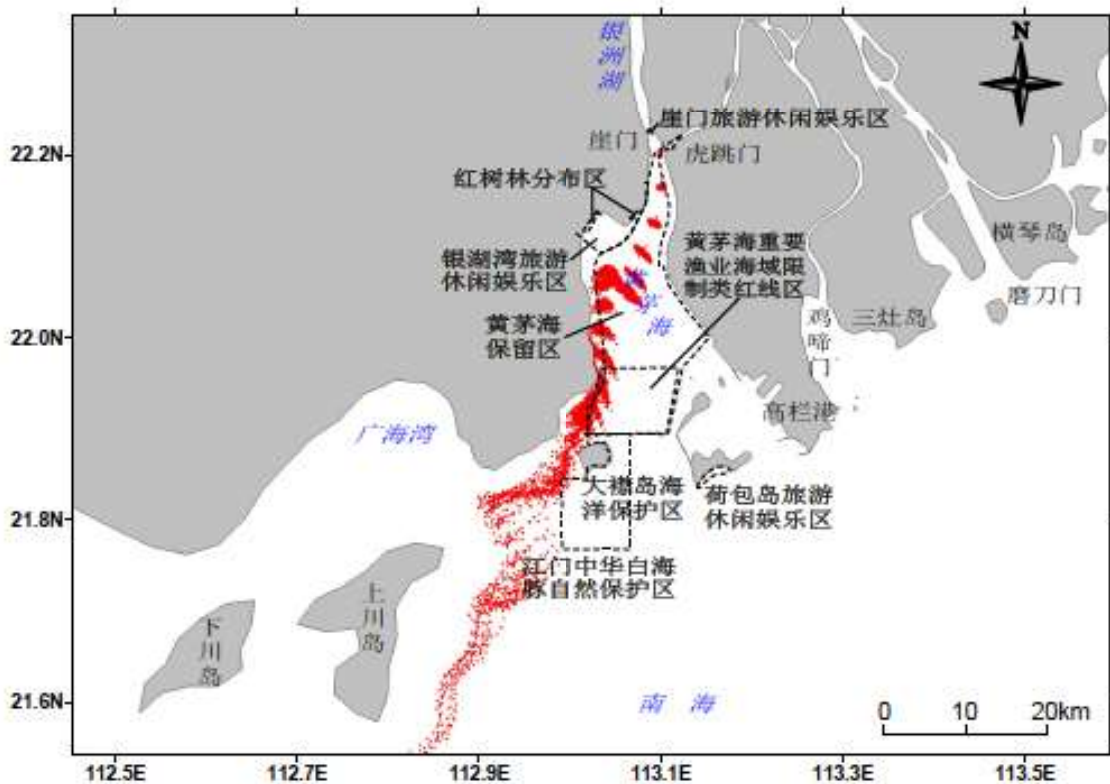 银洲湖
N
崖门旅游休闲娱乐区
崖门
虎跳门
22.2N
红树林分布区
黄茅海重要
渔业海域限
制类红线区
横琴岛
银湖湾旅游
休闲娱乐区
磨刀门
茅海
鸡啼门
三灶岛
22.0N
黄茅海
保留区
高栏港
广海湾
大襟岛海
洋保护区
荷包岛旅游
休闲娱乐区
21.8N
江门中华白海
豚自然保护区
上川岛
下川岛
21.6N
南 海
0 10 20km
112.5E 112.7E 112.9E 113.1E 113.3E 113.5E